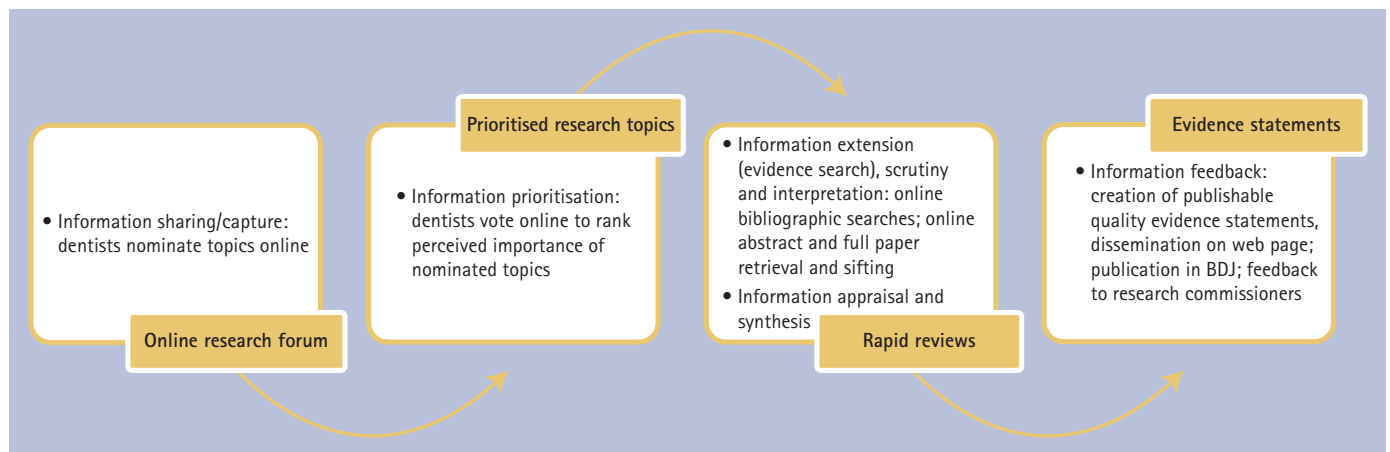 • Information sharing/capture:
dentists nominate topics online
Online research forum
Prioritised research topics
• Information prioritisation:
dentists vote online to rank
perceived importance of
nominated topics
• Information extension
(evidence search), scrutiny
and interpretation: online
bibliographic searches; online
abstract and full paper
retrieval and sifting
• Information appraisal and
synthesis
Rapid reviews
Evidence statements
• Information feedback:
creation of publishable
quality evidence statements,
dissemination on web page;
publication in BDJ; feedback
to research commissioners